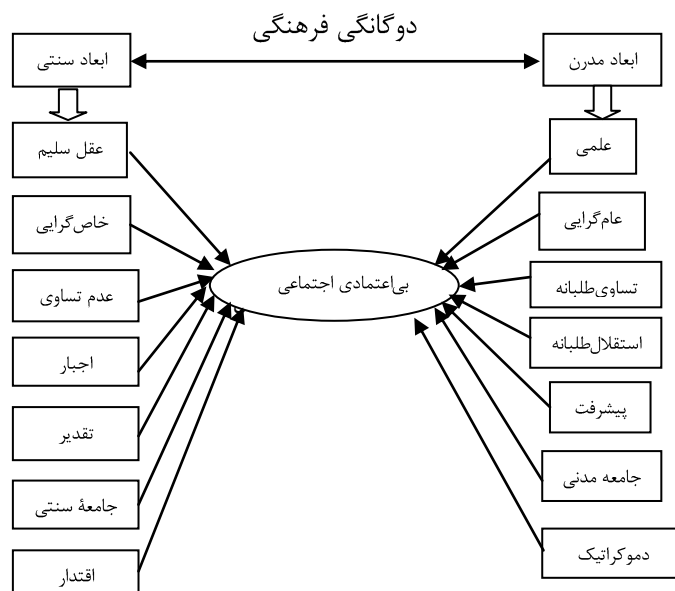 دوگانگی فرهنگی
ابعاد مدرن
ابعاد سنتی
علمی
عقل سلیم
عام‌گرایی
خاص‌گرایی
بی‌اعتمادی اجتماعی
تساوی‌طلبانه
عدم تساوی
استقلال‌طلبانه
اجبار
پیشرفت
تقدیر
جامعه مدنی
جامعهٔ سنتی
دموکراتیک
اقتدار